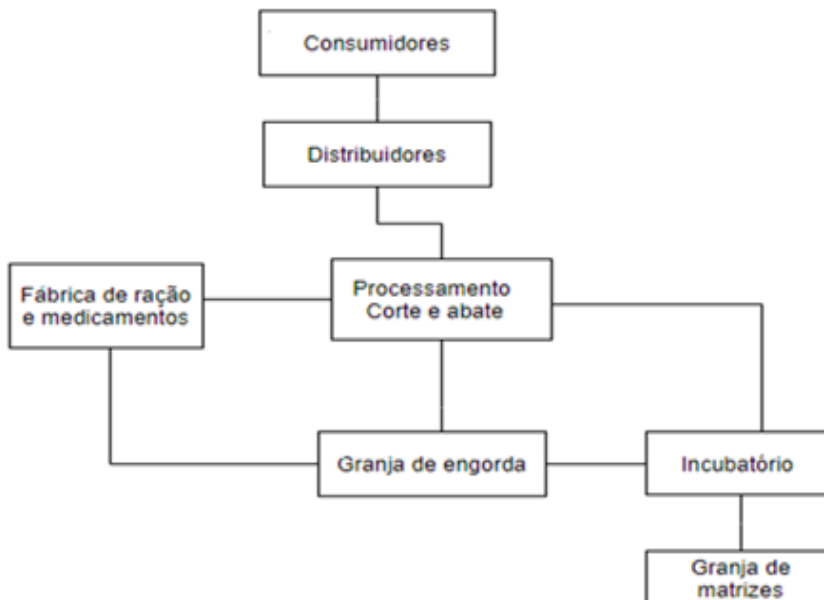 Consumidores
Distribuidores
Fábrica de ração
e medicamentos
Processamento
Corte e abate
Granja de engorda
Incubatório
Granja de
matrizes